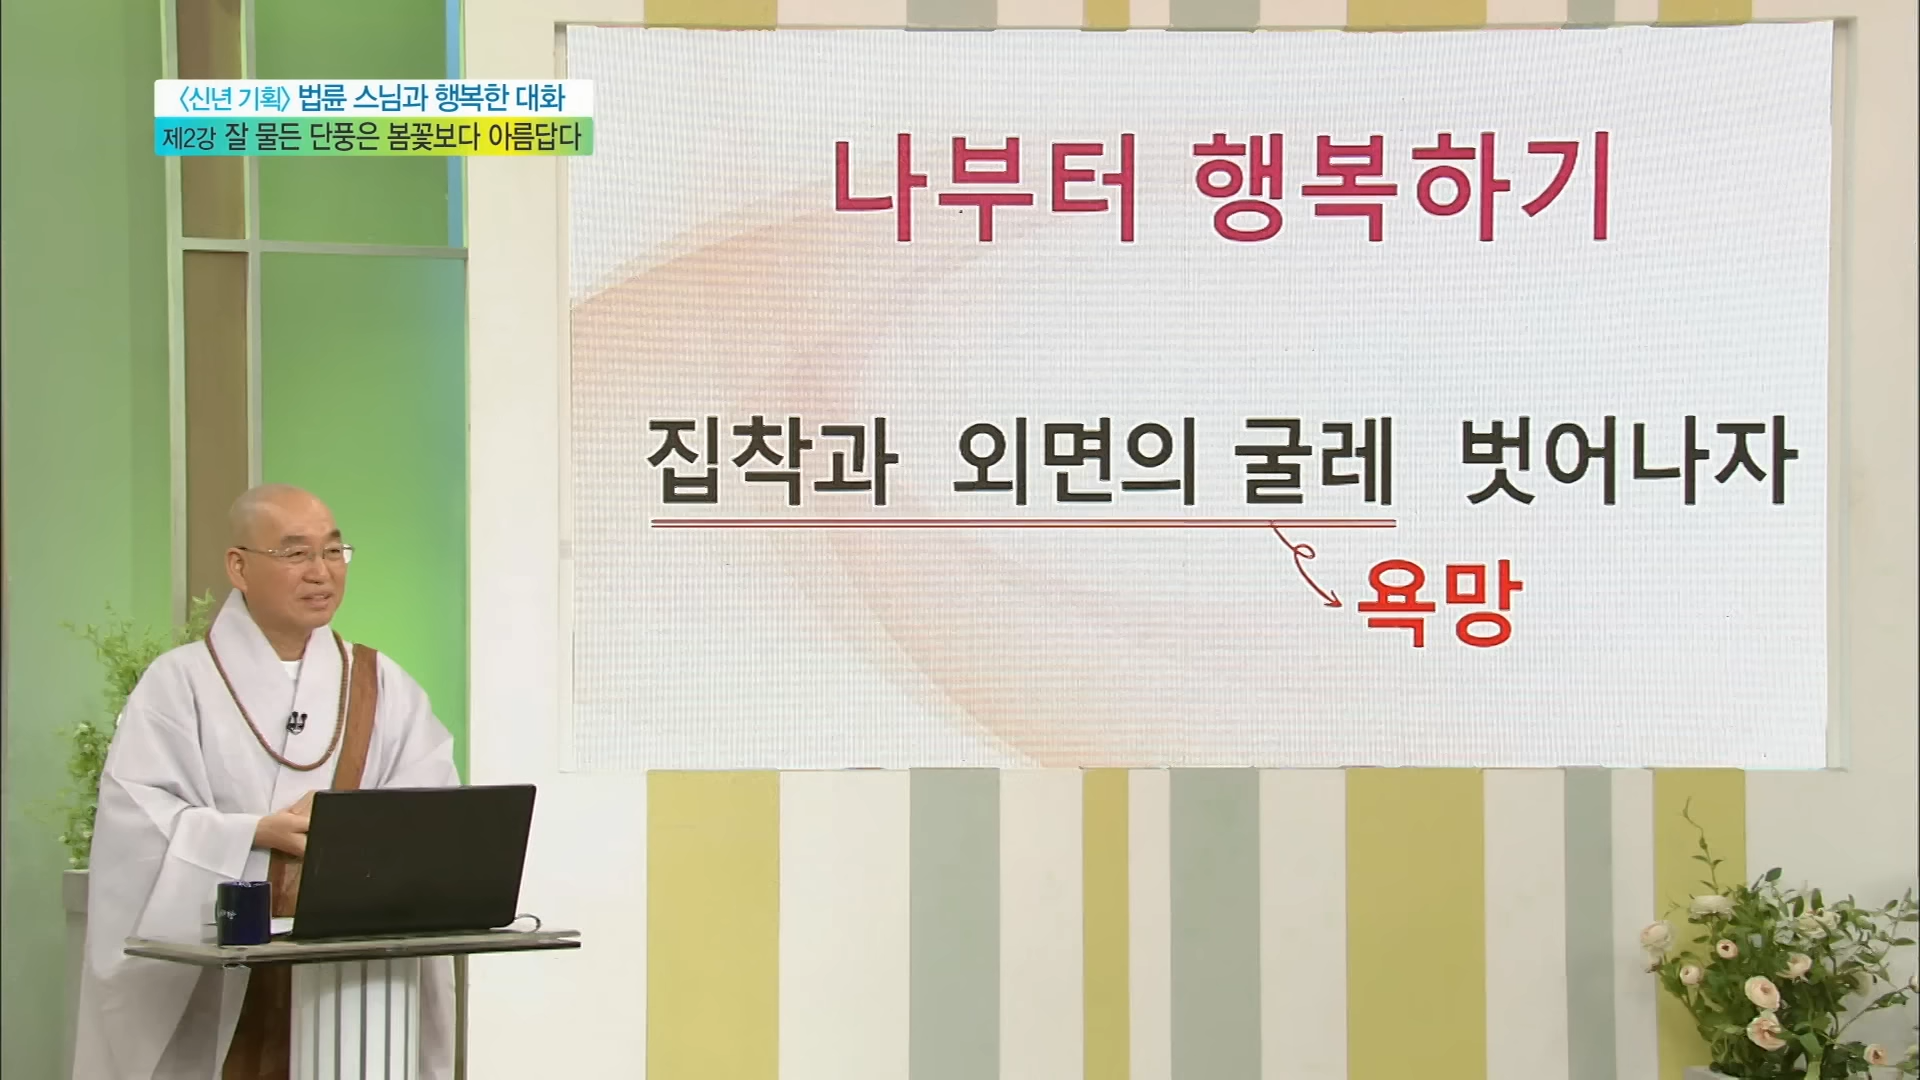 <신년 기획> 법륜 스님과 행복한 대화
제2강 잘 물든 단풍은 봄꽃보다 아름답다
나부터 행복하기
집착과 외면의 굴레 벗어나자
욕망